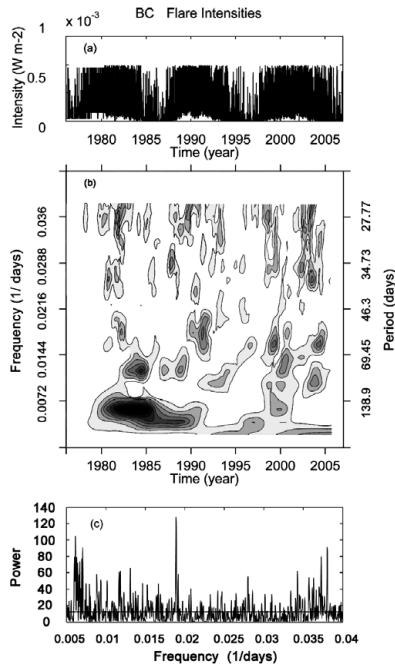 BC Flare Intensities
x 10⁻³
1
0.5
0
Intensity (W m-2)
(a)
1980 1985 1990 1995 2000 2005
Time (year)
(b)
Frequency (1/ days)
0.036
0.0288
0.0216
0.0144
0.0072
27.77
34.73
46.3
69.45
138.9
Period (days)
1980 1985 1990 1995 2000 2005
Time (year)
(c)
Power
140
120
100
80
60
40
20
0
0.005 0.01 0.015 0.02 0.025 0.03 0.035 0.04
Frequency (1/days)